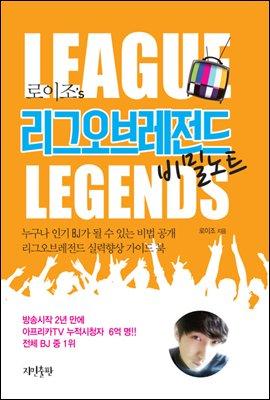 LEAGUE
로이조's
리그오브레전드
비밀노트
LEGENDS
누구나 인기 BJ가 될 수 있는 비법 공개
리그오브레전드 실력향상 가이드 북
로이조 지음
방송시작 2년 만에
아프리카TV 누적시청자 6억 명!!
전체 BJ 중 1위
지민출판